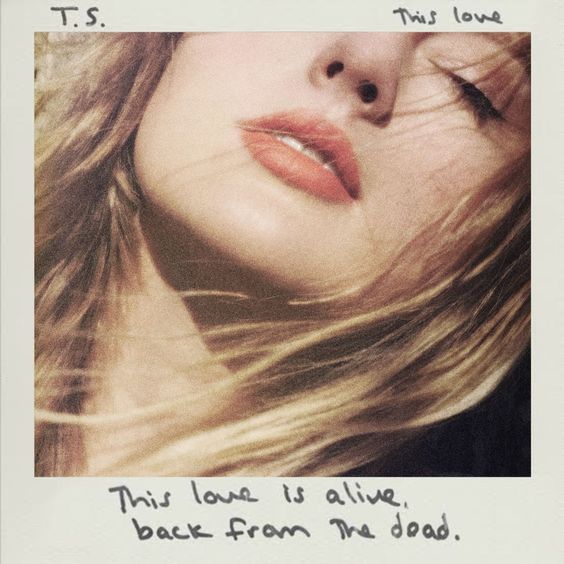 T.S.
This love
This love is alive,
back from the dead.